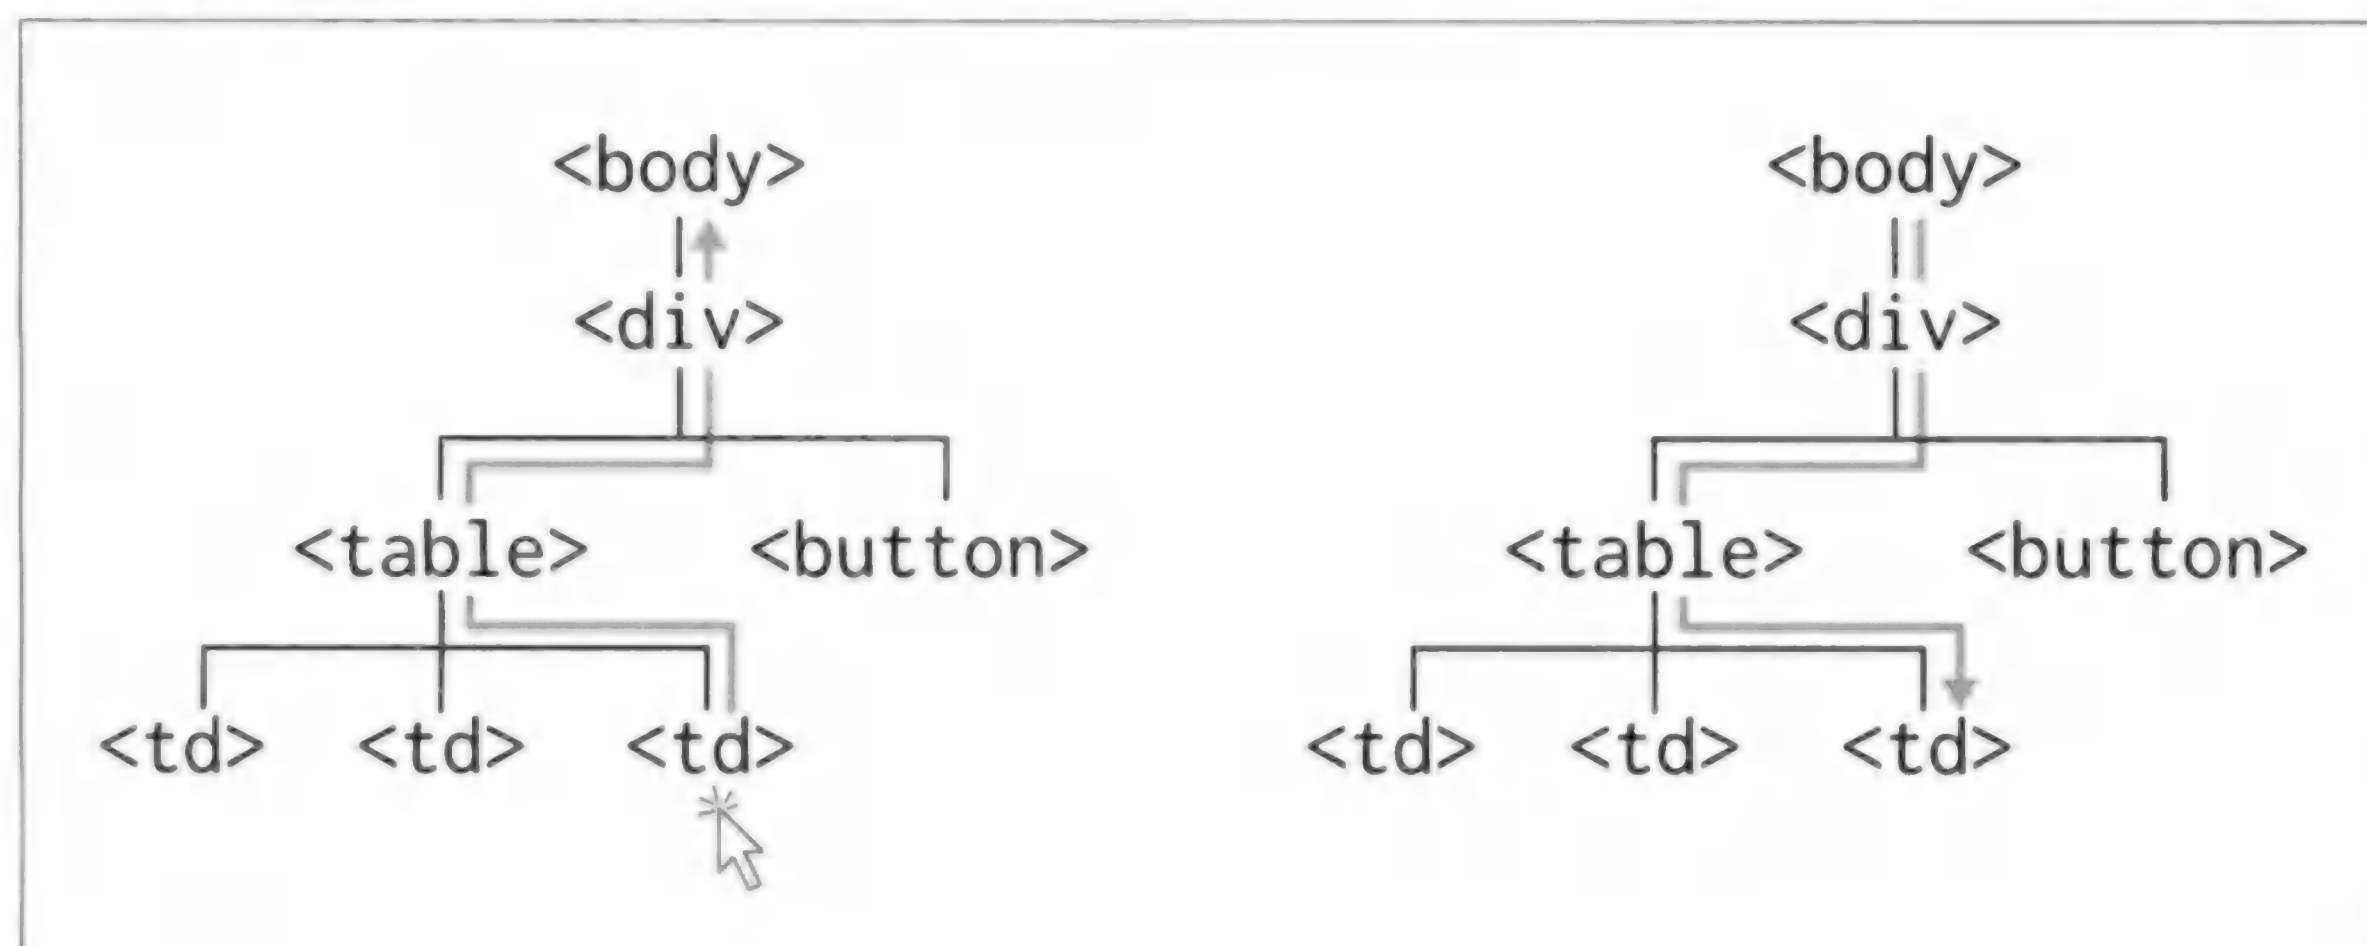 <body> <body>
<div> <div>
<table> <button> <table> <button>
<td> <td> <td> <td> <td> <td>